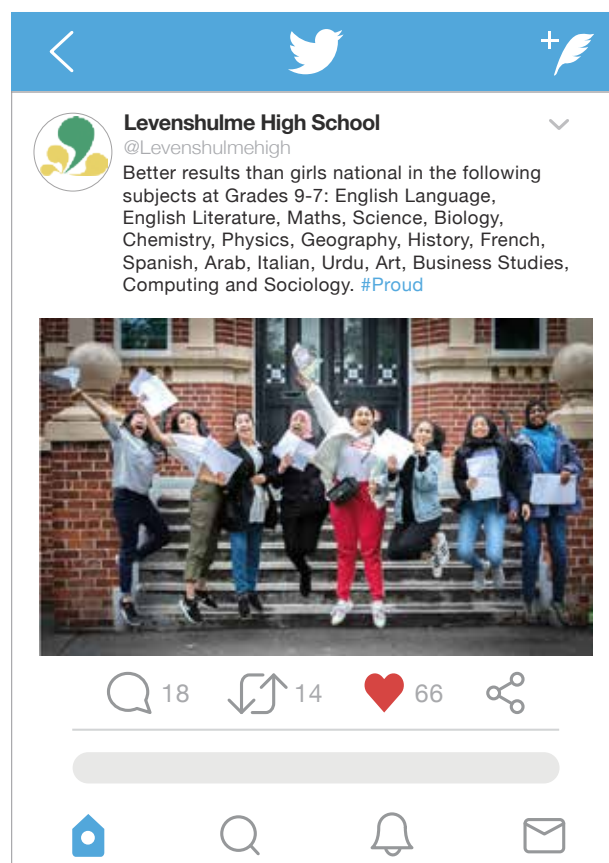 Levenshulme High School
@Levenshulmehigh
Better results than girls national in the following
subjects at Grades 9-7: English Language,
English Literature, Maths, Science, Biology,
Chemistry, Physics, Geography, History, French,
Spanish, Arab, Italian, Urdu, Art, Business Studies,
Computing and Sociology. #Proud
18 14 66